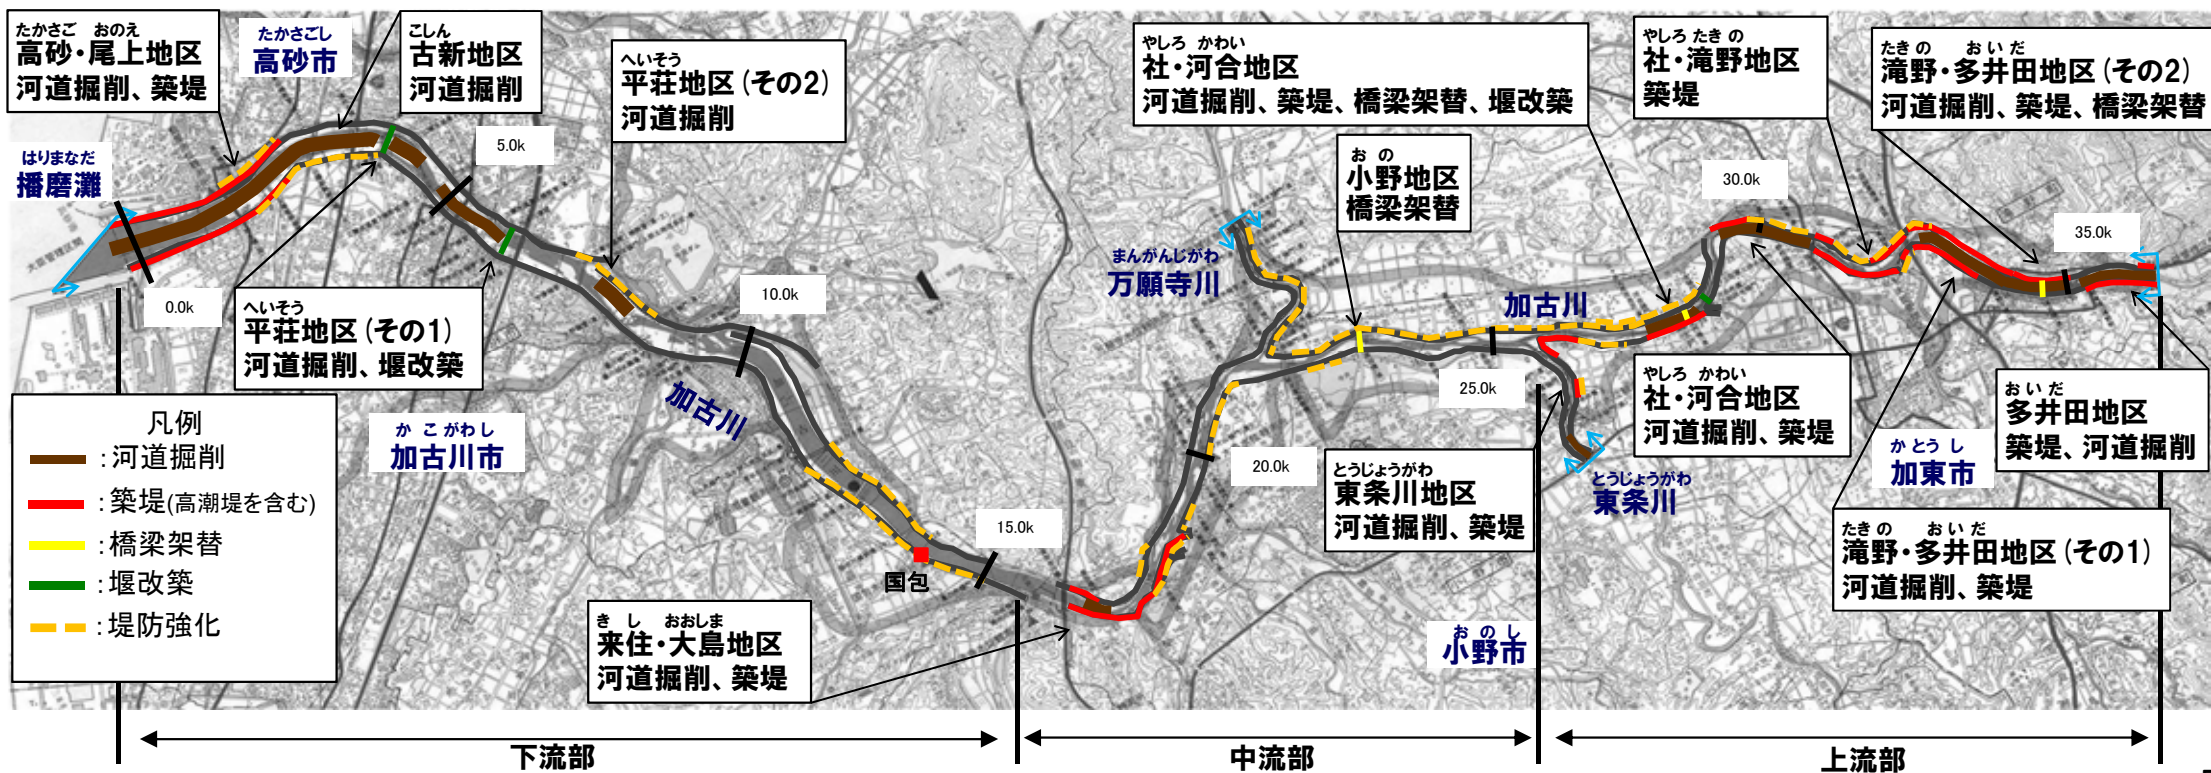 たかさご おのえ
高砂・尾上地区
河道掘削、築堤
たかさごし
高砂市
こしん
古新地区
河道掘削
へいそう
平荘地区(その2)
河道掘削
やしろ かわい
社・河合地区
河道掘削、築堤、橋梁架替、堰改築
やしろ たきの
社・滝野地区
築堤
たきの おいだ
滝野・多井田地区(その2)
河道掘削、築堤、橋梁架替
はりまなだ
播磨灘
5.0k
おの
小野地区
橋梁架替
30.0k
35.0k
まんがんじがわ
万願寺川
0.0k
へいそう
平荘地区(その1)
河道掘削、堰改築
10.0k
加古川
加古川
25.0k
やしろ かわい
社・河合地区
河道掘削、築堤
おいだ
多井田地区
築堤、河道掘削
凡例
:河道掘削
:築堤(高潮堤を含む)
:橋梁架替
:堰改築
:堤防強化
かこがわし
加古川市
20.0k
とうじょうがわ
東条川地区
河道掘削、築堤
とうじょうがわ
東条川
かとうし
加東市
たきの おいだ
滝野・多井田地区(その1)
河道掘削、築堤
15.0k
国包
きし おおしま
来住・大島地区
河道掘削、築堤
おのし
小野市
下流部
中流部
上流部